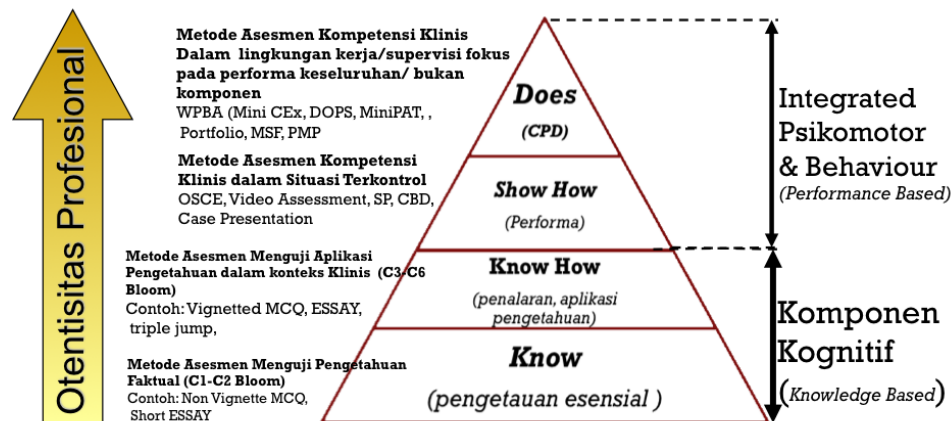 Otentisitas Profesional
Metode Asesmen Kompetensi Klinis
Dalam lingkungan kerja/supervisi fokus
pada performa keseluruhan/ bukan
komponen
WPBA (Mini CEx, DOPS, MiniPAT, ,
Portfolio, MSF, PMP
Metode Asesmen Kompetensi
Klinis dalam Situasi Terkontrol
OSCE, Video Assessment, SP, CBD,
Case Presentation
Metode Asesmen Menguji Aplikasi
Pengetahuan dalam konteks Klinis (C3-C6
Bloom)
Contoh: Vignetted MCQ, ESSAY,
triple jump,
Metode Asesmen Menguji Pengetahuan
Faktual (C1-C2 Bloom)
Contoh: Non Vignette MCQ,
Short ESSAY
Does
(CPD)
Show How
(Performa)
Know How
(penalaran, aplikasi
pengetahuan)
Know
(pengetauan esensial )
Integrated
Psikomotor
& Behaviour
(Performance Based)
Komponen
Kognitif
(Knowledge Based)